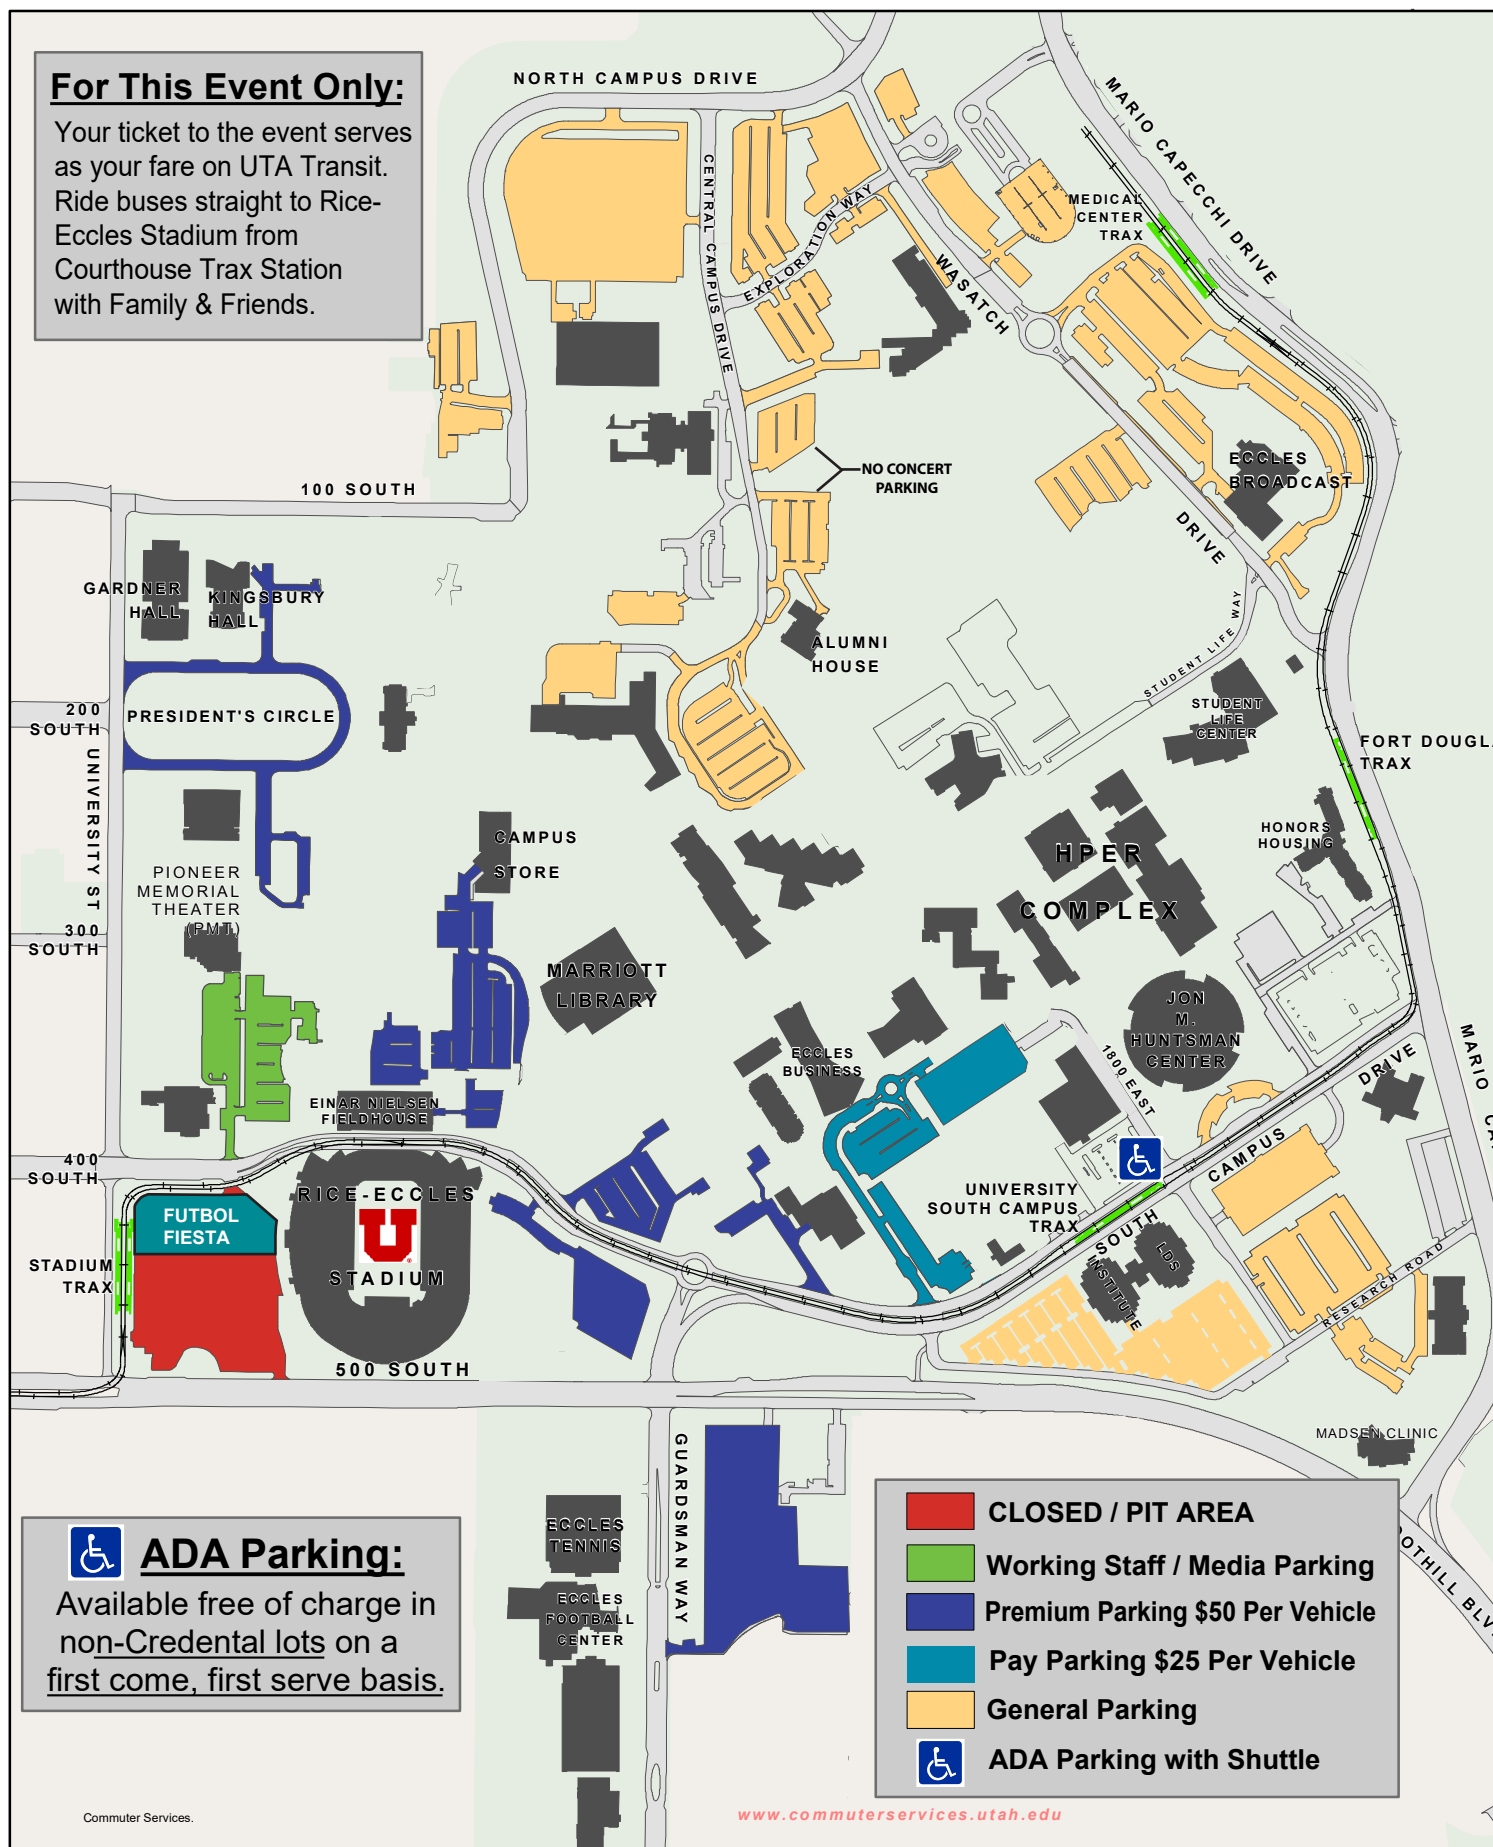 For This Event Only:
Your ticket to the event serves
as your fare on UTA Transit.
Ride buses straight to Rice-
Eccles Stadium from
Courthouse Trax Station
with Family & Friends.
NORTH CAMPUS DRIVE
MARIO CAPECCHI DRIVE
CENTRAL CAMPUS DRIVE
EXPLORATION WAY
WASATCH
DRIVE
MEDICAL
CENTER
TRAX
NO CONCERT
PARKING
ECCLES
BROADCAST
100 SOUTH
GARDNER
HALL
KINGSBURY
HALL
ALUMNI
HOUSE
STUDENT LIFE WAY
STUDENT
LIFE
CENTER
200
SOUTH
PRESIDENT'S CIRCLE
UNIVERSITY ST
FORT DOUGL
TRAX
HONORS
HOUSING
CAMPUS
STORE
HPER
COMPLEX
PIONEER
MEMORIAL
THEATER
(PMT)
300
SOUTH
MARRIOTT
LIBRARY
JON
M.
HUNTSMAN
CENTER
ECCLES
BUSINESS
1800 EAST
DRIVE
MARIO CA
EINAR NIELSEN
FIELDHOUSE
400
SOUTH
CAMPUS
SOUTH
UNIVERSITY
SOUTH CAMPUS
TRAX
RICE-ECCLES
U
STADIUM
FUTBOL
FIESTA
STADIUM
TRAX
LDS
INSTITUTE
RESEARCH ROAD
500 SOUTH
GUARDSMAN WAY
MADSEN CLINIC
OTHILL BLV
ECCLES
TENNIS
ECCLES
FOOTBALL
CENTER
ADA Parking:
Available free of charge in
non-Credental lots on a
first come, first serve basis.
CLOSED / PIT AREA
Working Staff / Media Parking
Premium Parking $50 Per Vehicle
Pay Parking $25 Per Vehicle
General Parking
ADA Parking with Shuttle
Commuter Services.
www.commuterservices.utah.edu